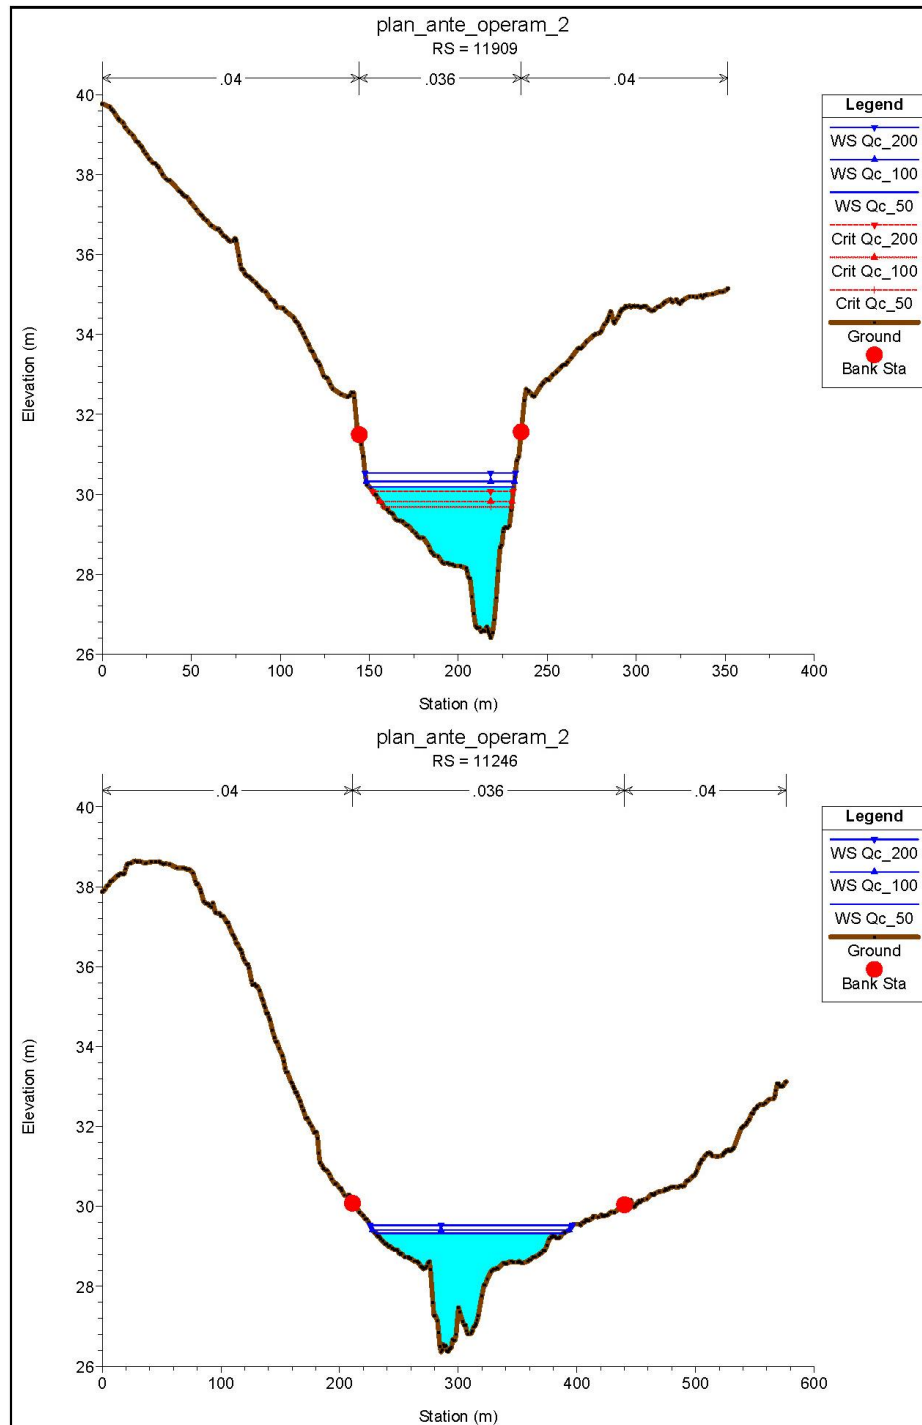 plan_ante_operam_2
RS = 11909
.04 .036 .04
40
38
36
34
32
30
28
26
Elevation (m)
0 50 100 150 200 250 300 350 400
Station (m)
Legend
WS Qc_200
WS Qc_100
WS Qc_50
Crit Qc_200
Crit Qc_100
Crit Qc_50
Ground
Bank Sta
plan_ante_operam_2
RS = 11246
.04 .036 .04
40
38
36
34
32
30
28
26
Elevation (m)
0 100 200 300 400 500 600
Station (m)
Legend
WS Qc_200
WS Qc_100
WS Qc_50
Ground
Bank Sta